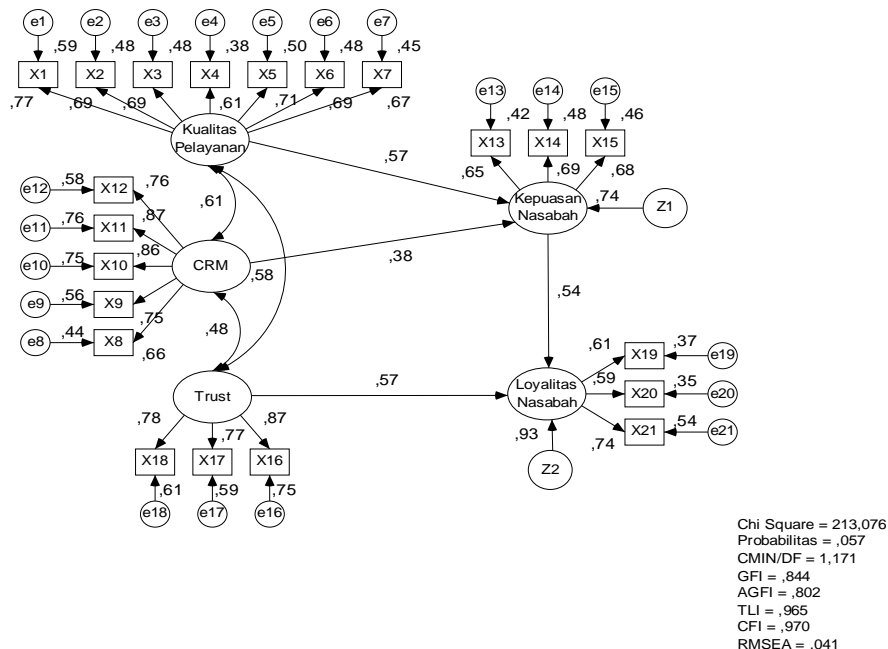 e1 e2 e3 e4 e5 e6 e7
,59 ,48 ,48 ,38 ,50 ,48 ,45
X1 X2 X3 X4 X5 X6 X7
,77 ,69 ,69 ,61 ,71 ,69 ,67
Kualitas
Pelayanan
e13 e14 e15
,42 ,48 ,46
X13 X14 X15
,65 ,69 ,68
,57
Kepuasan
Nasabah
,74
Z1
e12 ,58 X12 ,76
,61
e11 ,76 X11 ,87
e10 ,75 X10 ,86
CRM
,58
,38
e9 ,56 X9 ,75
e8 ,44 X8 ,66
,48
,54
Trust
,57
Loyalitas
Nasabah
,61 X19 ,37 e19
,59 X20 ,35 e20
,74 X21 ,54 e21
,93
Z2
,78 ,77 ,87
X18 X17 X16
,61 ,59 ,75
e18 e17 e16
Chi Square = 213,076
Probabilitas = ,057
CMIN/DF = 1,171
GFI = ,844
AGFI = ,802
TLI = ,965
CFI = ,970
RMSEA = ,041